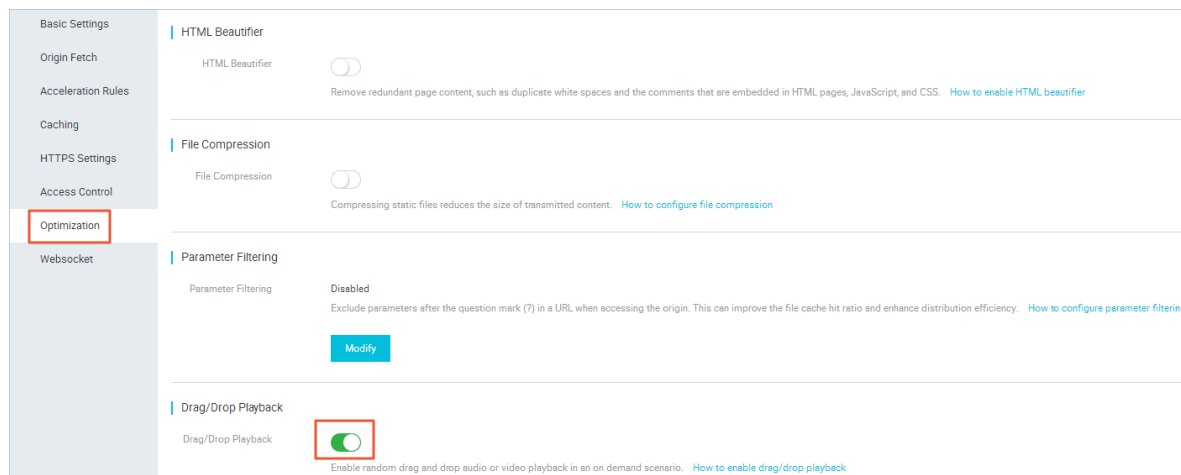 Basic Settings
Origin Fetch
Acceleration Rules
Caching
HTTPS Settings
Access Control
Optimization
Websocket
HTML Beautifier
HTML Beautifier
Remove redundant page content, such as duplicate white spaces and the comments that are embedded in HTML pages, JavaScript, and CSS. How to enable HTML beautifier
File Compression
File Compression
Compressing static files reduces the size of transmitted content. How to configure file compression
Parameter Filtering
Parameter Filtering Disabled
Exclude parameters after the question mark (?) in a URL when accessing the origin. This can improve the file cache hit ratio and enhance distribution efficiency. How to configure parameter filterin
Modify
Drag/Drop Playback
Drag/Drop Playback
Enable random drag and drop audio or video playback in an on demand scenario. How to enable drag/drop playback